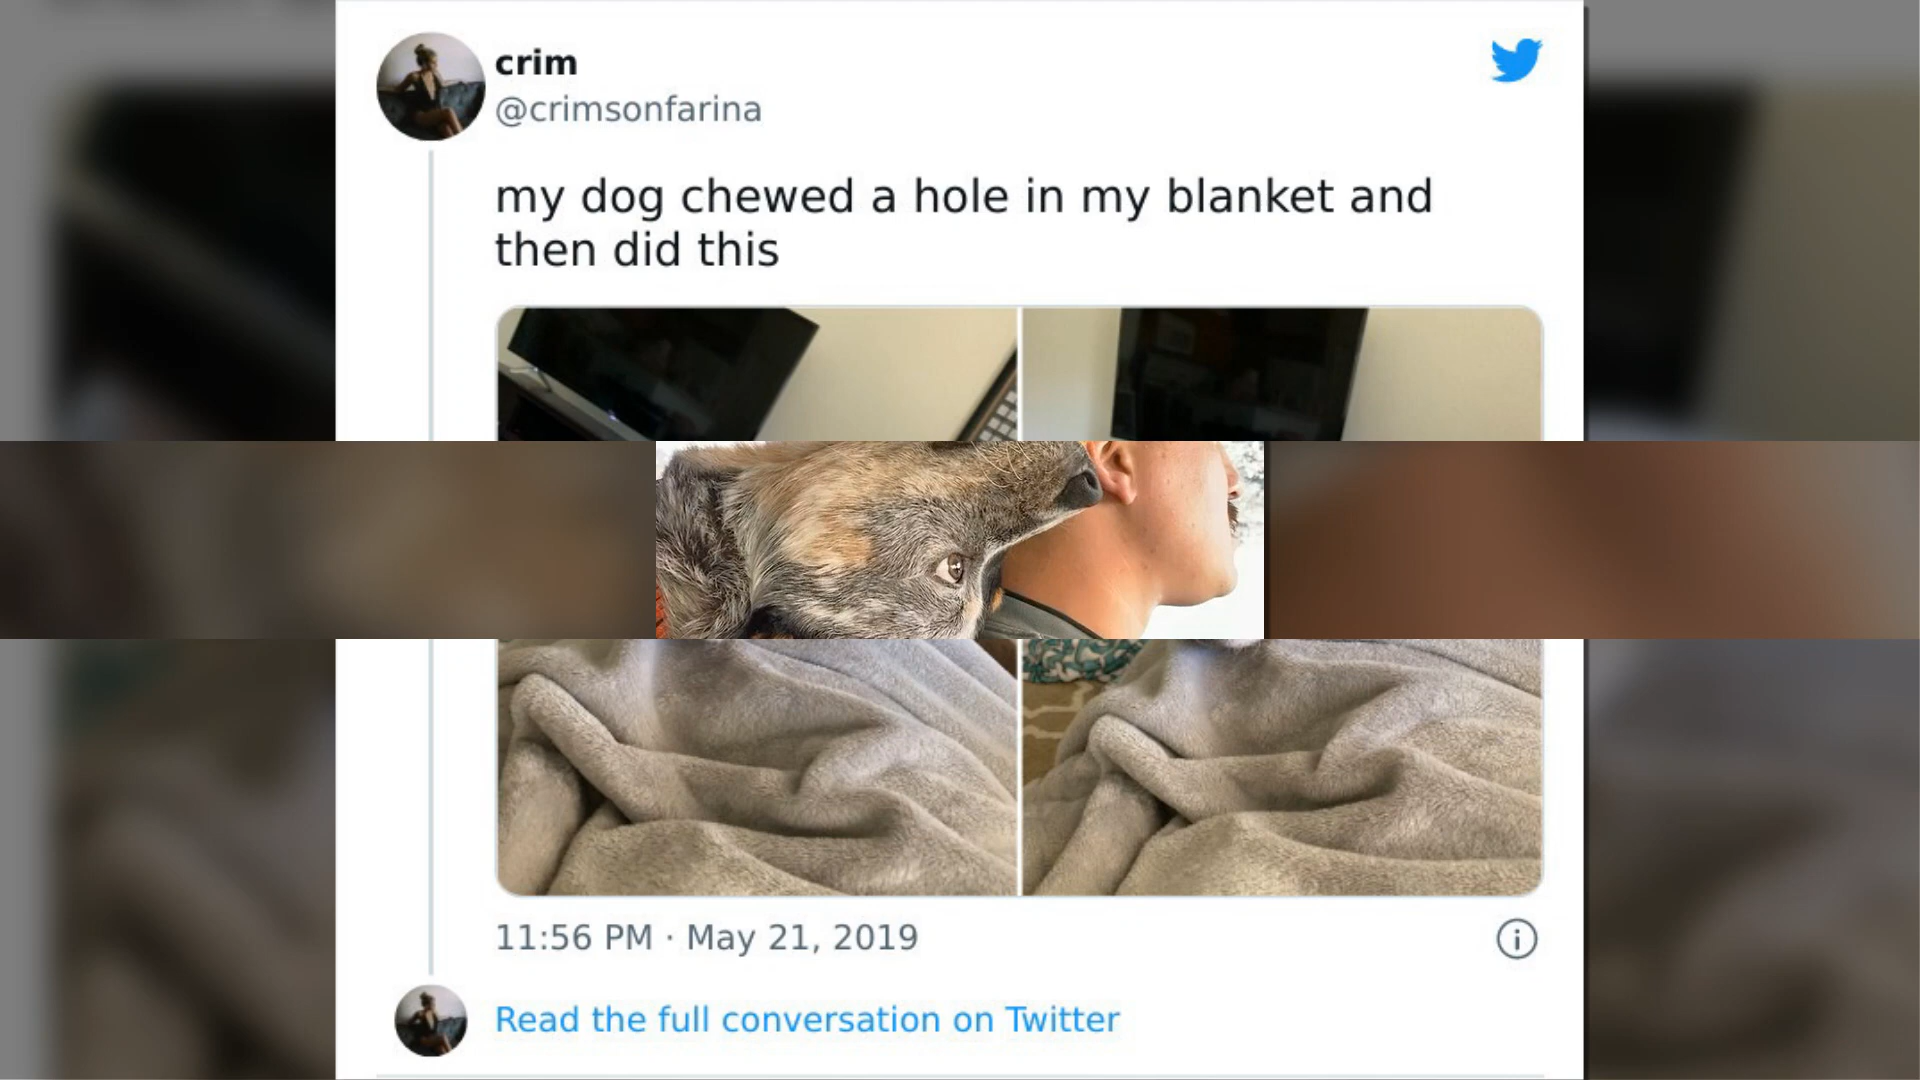 crim
@crimsonfarina
my dog chewed a hole in my blanket and
then did this
11:56 PM · May 21, 2019
Read the full conversation on Twitter